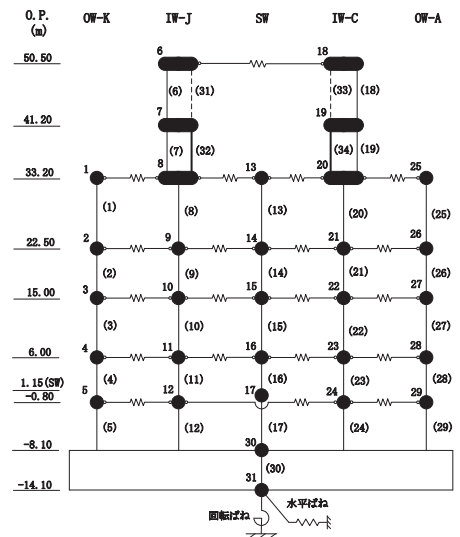 O.P. OW-K IW-J SW IW-C OW-A
(m)
50.50 6 18
(6) (31) (33) (18)
41.20 7 19
(7) (32) (34) (19)
33.20 1 8 13 20 25
(1) (8) (13) (20) (25)
22.50 2 9 14 21 26
(2) (9) (14) (21) (26)
15.00 3 10 15 22 27
(3) (10) (15) (22) (27)
6.00 4 11 16 23 28
(4) (11) (16) (23) (28)
1.15(SW) 17
-0.80 5 12 24 29
(5) (12) (17) (24) (29)
-8.10 30
(30)
-14.10 31
回転ばね 水平ばね